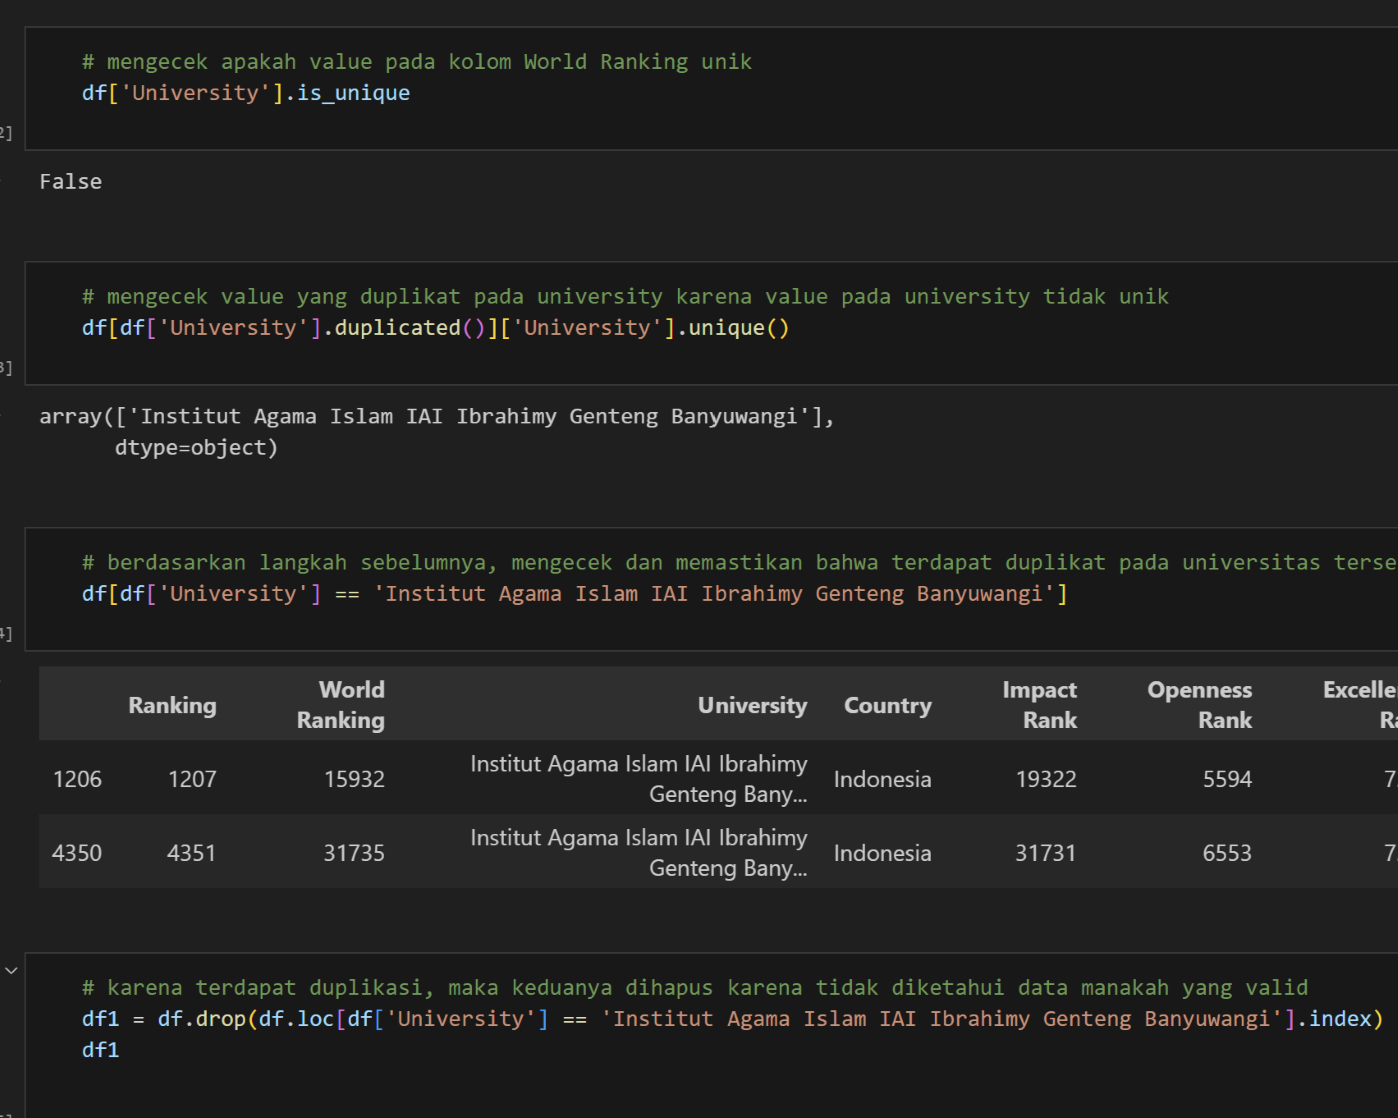 # mengecek apakah value pada kolom World Ranking unik
df['University'].is_unique
2]
False
# mengecek value yang duplikat pada university karena value pada university tidak unik
df[df['University'].duplicated()]['University'].unique()
3]
array(['Institut Agama Islam IAI Ibrahimy Genteng Banyuwangi'],
      dtype=object)
# berdasarkan langkah sebelumnya, mengecek dan memastikan bahwa terdapat duplikat pada universitas terse
df[df['University'] == 'Institut Agama Islam IAI Ibrahimy Genteng Banyuwangi']
4]
Ranking World Ranking University Country Impact Rank Openness Rank Excelle Ra
1206 1207 15932 Institut Agama Islam IAI Ibrahimy Genteng Bany... Indonesia 19322 5594 7
4350 4351 31735 Institut Agama Islam IAI Ibrahimy Genteng Bany... Indonesia 31731 6553 7
# karena terdapat duplikasi, maka keduanya dihapus karena tidak diketahui data manakah yang valid
df1 = df.drop(df.loc[df['University'] == 'Institut Agama Islam IAI Ibrahimy Genteng Banyuwangi'].index)
df1